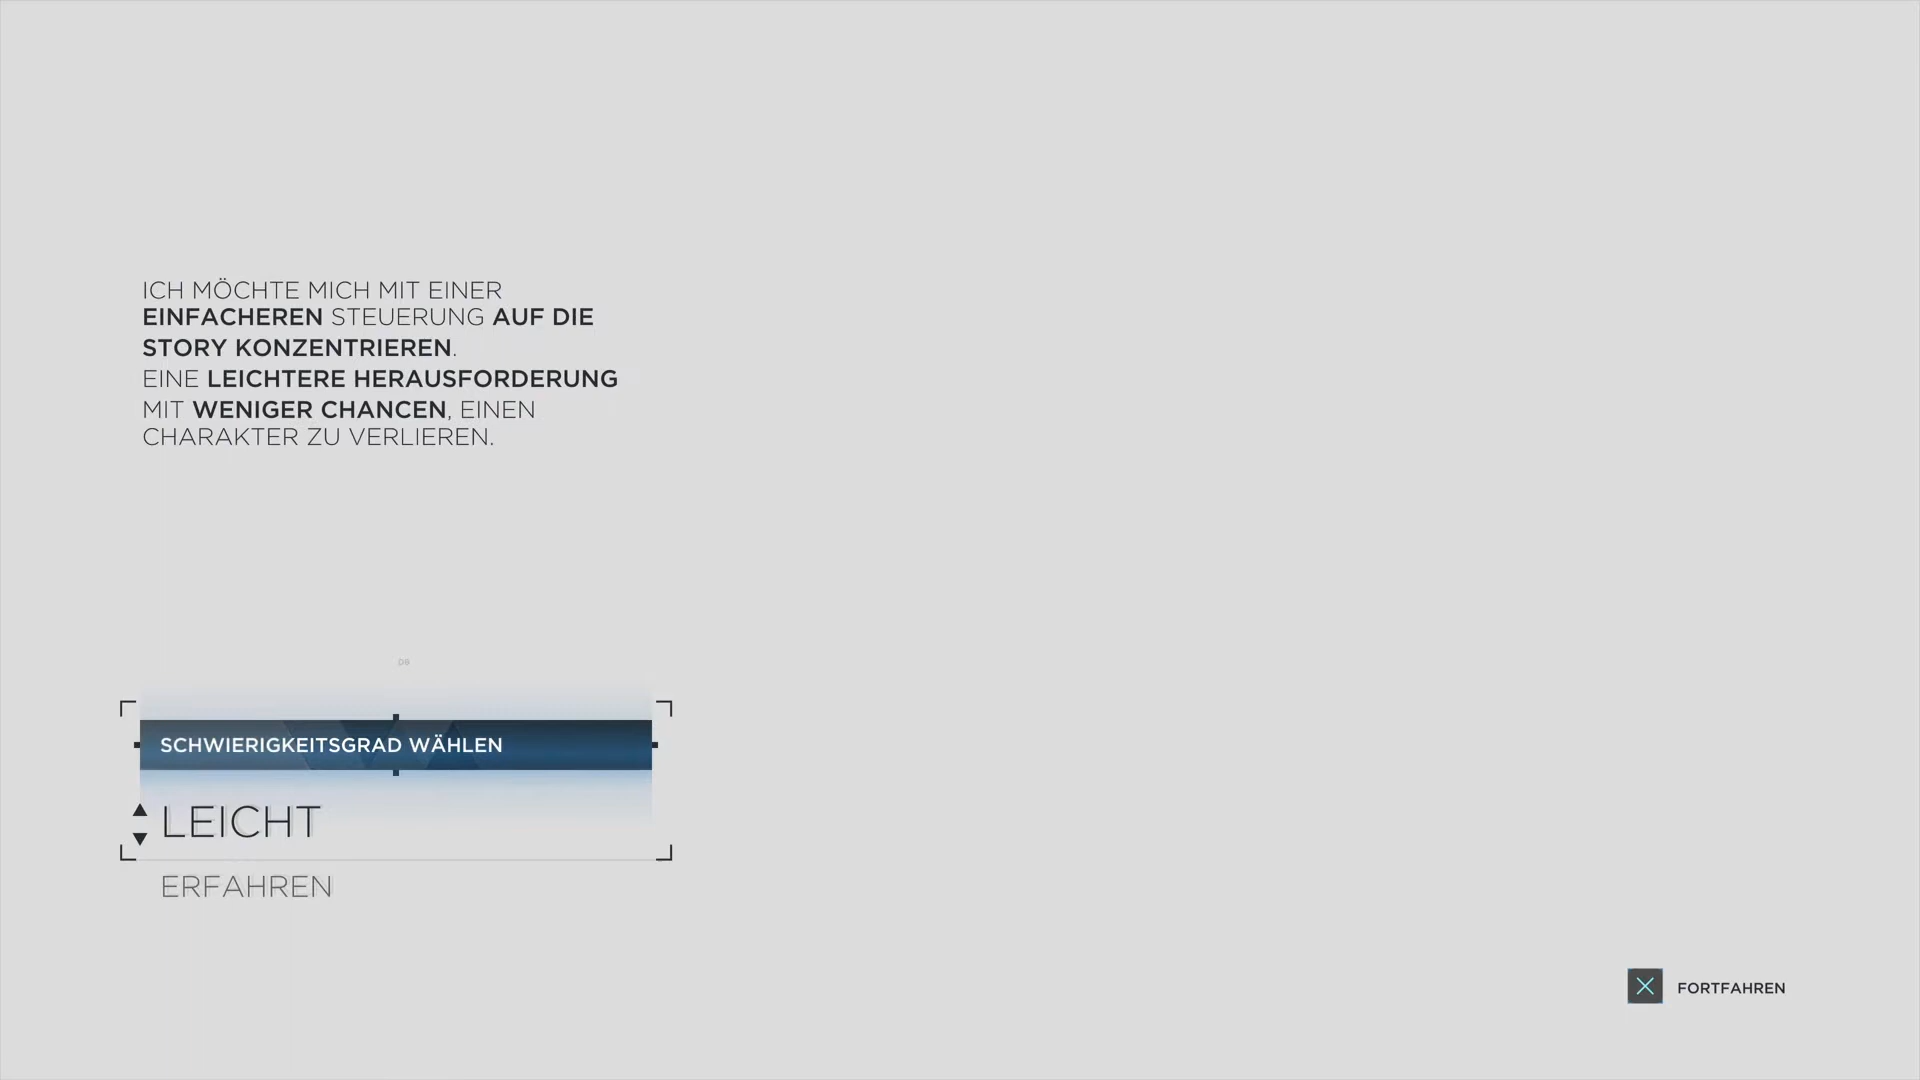 ICH MÖCHTE MICH MIT EINER
EINFACHEREN STEUERUNG AUF DIE
STORY KONZENTRIEREN.
EINE LEICHTERE HERAUSFORDERUNG
MIT WENIGER CHANCEN, EINEN
CHARAKTER ZU VERLIEREN.
SCHWIERIGKEITSGRAD WÄHLEN
LEICHT
ERFAHREN
FORTFAHREN